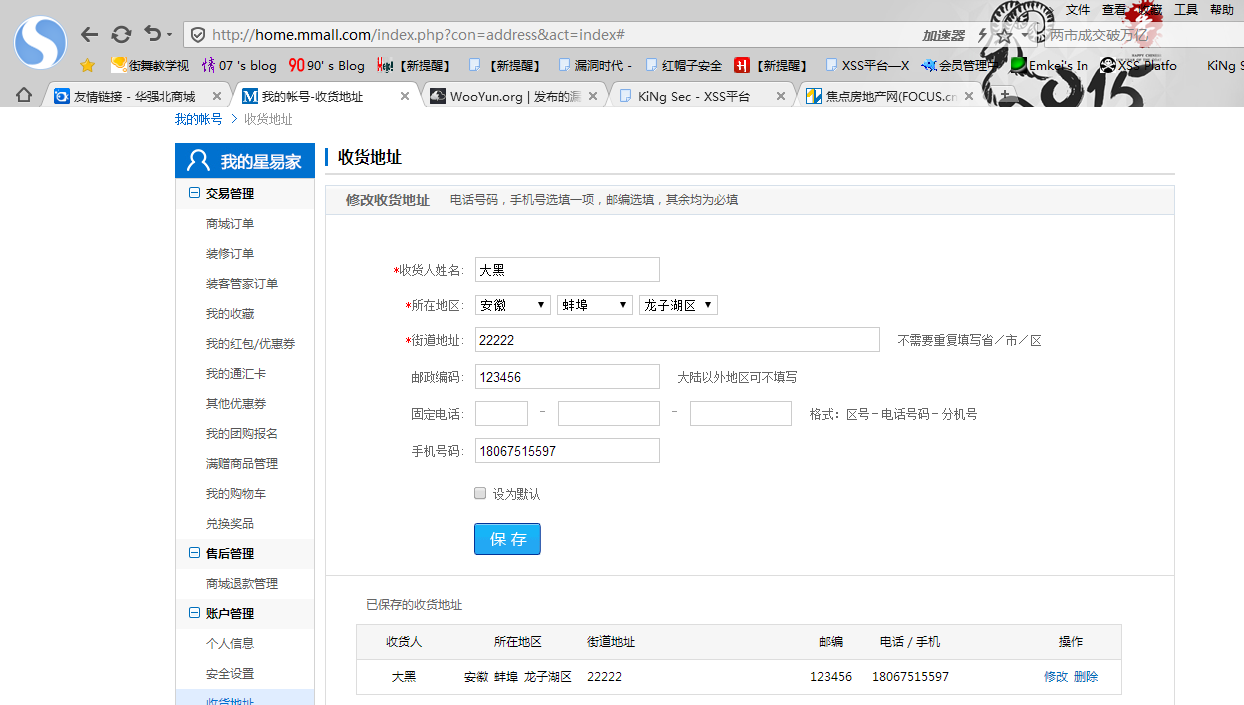 文件 查看 收藏 工具 帮助
http://home.mmall.com/index.php?con=address&act=index# 加速器 两市成交破万亿
街舞教学视 07 's blog 90 90' s Blog 【新提醒】 【新提醒】 漏洞时代 - 红帽子安全 【新提醒】 XSS平台—X 会员管理中 Emkei's In XSS Platfo KiNg S
友情链接 - 华强北商城 我的帐号-收货地址 WooYun.org | 发布的漏 KiNg Sec - XSS平台 焦点房地产网(FOCUS.cn
我的帐号 > 收货地址
我的星易家
交易管理
商城订单
装修订单
装客管家订单
我的收藏
我的红包/优惠券
我的通汇卡
其他优惠券
我的团购报名
满赠商品管理
我的购物车
兑换奖品
售后管理
商城退款管理
账户管理
个人信息
安全设置
收货地址
收货地址
修改收货地址 电话号码，手机号选填一项，邮编选填，其余均为必填
*收货人姓名: 大黑
*所在地区: 安徽 蚌埠 龙子湖区
*街道地址: 22222 不需要重复填写省／市／区
邮政编码: 123456 大陆以外地区可不填写
固定电话: - - 格式：区号－电话号码－分机号
手机号码: 18067515597
设为默认
保 存
已保存的收货地址
收货人 所在地区 街道地址 邮编 电话 / 手机 操作
大黑 安徽 蚌埠 龙子湖区 22222 123456 18067515597 修改 删除